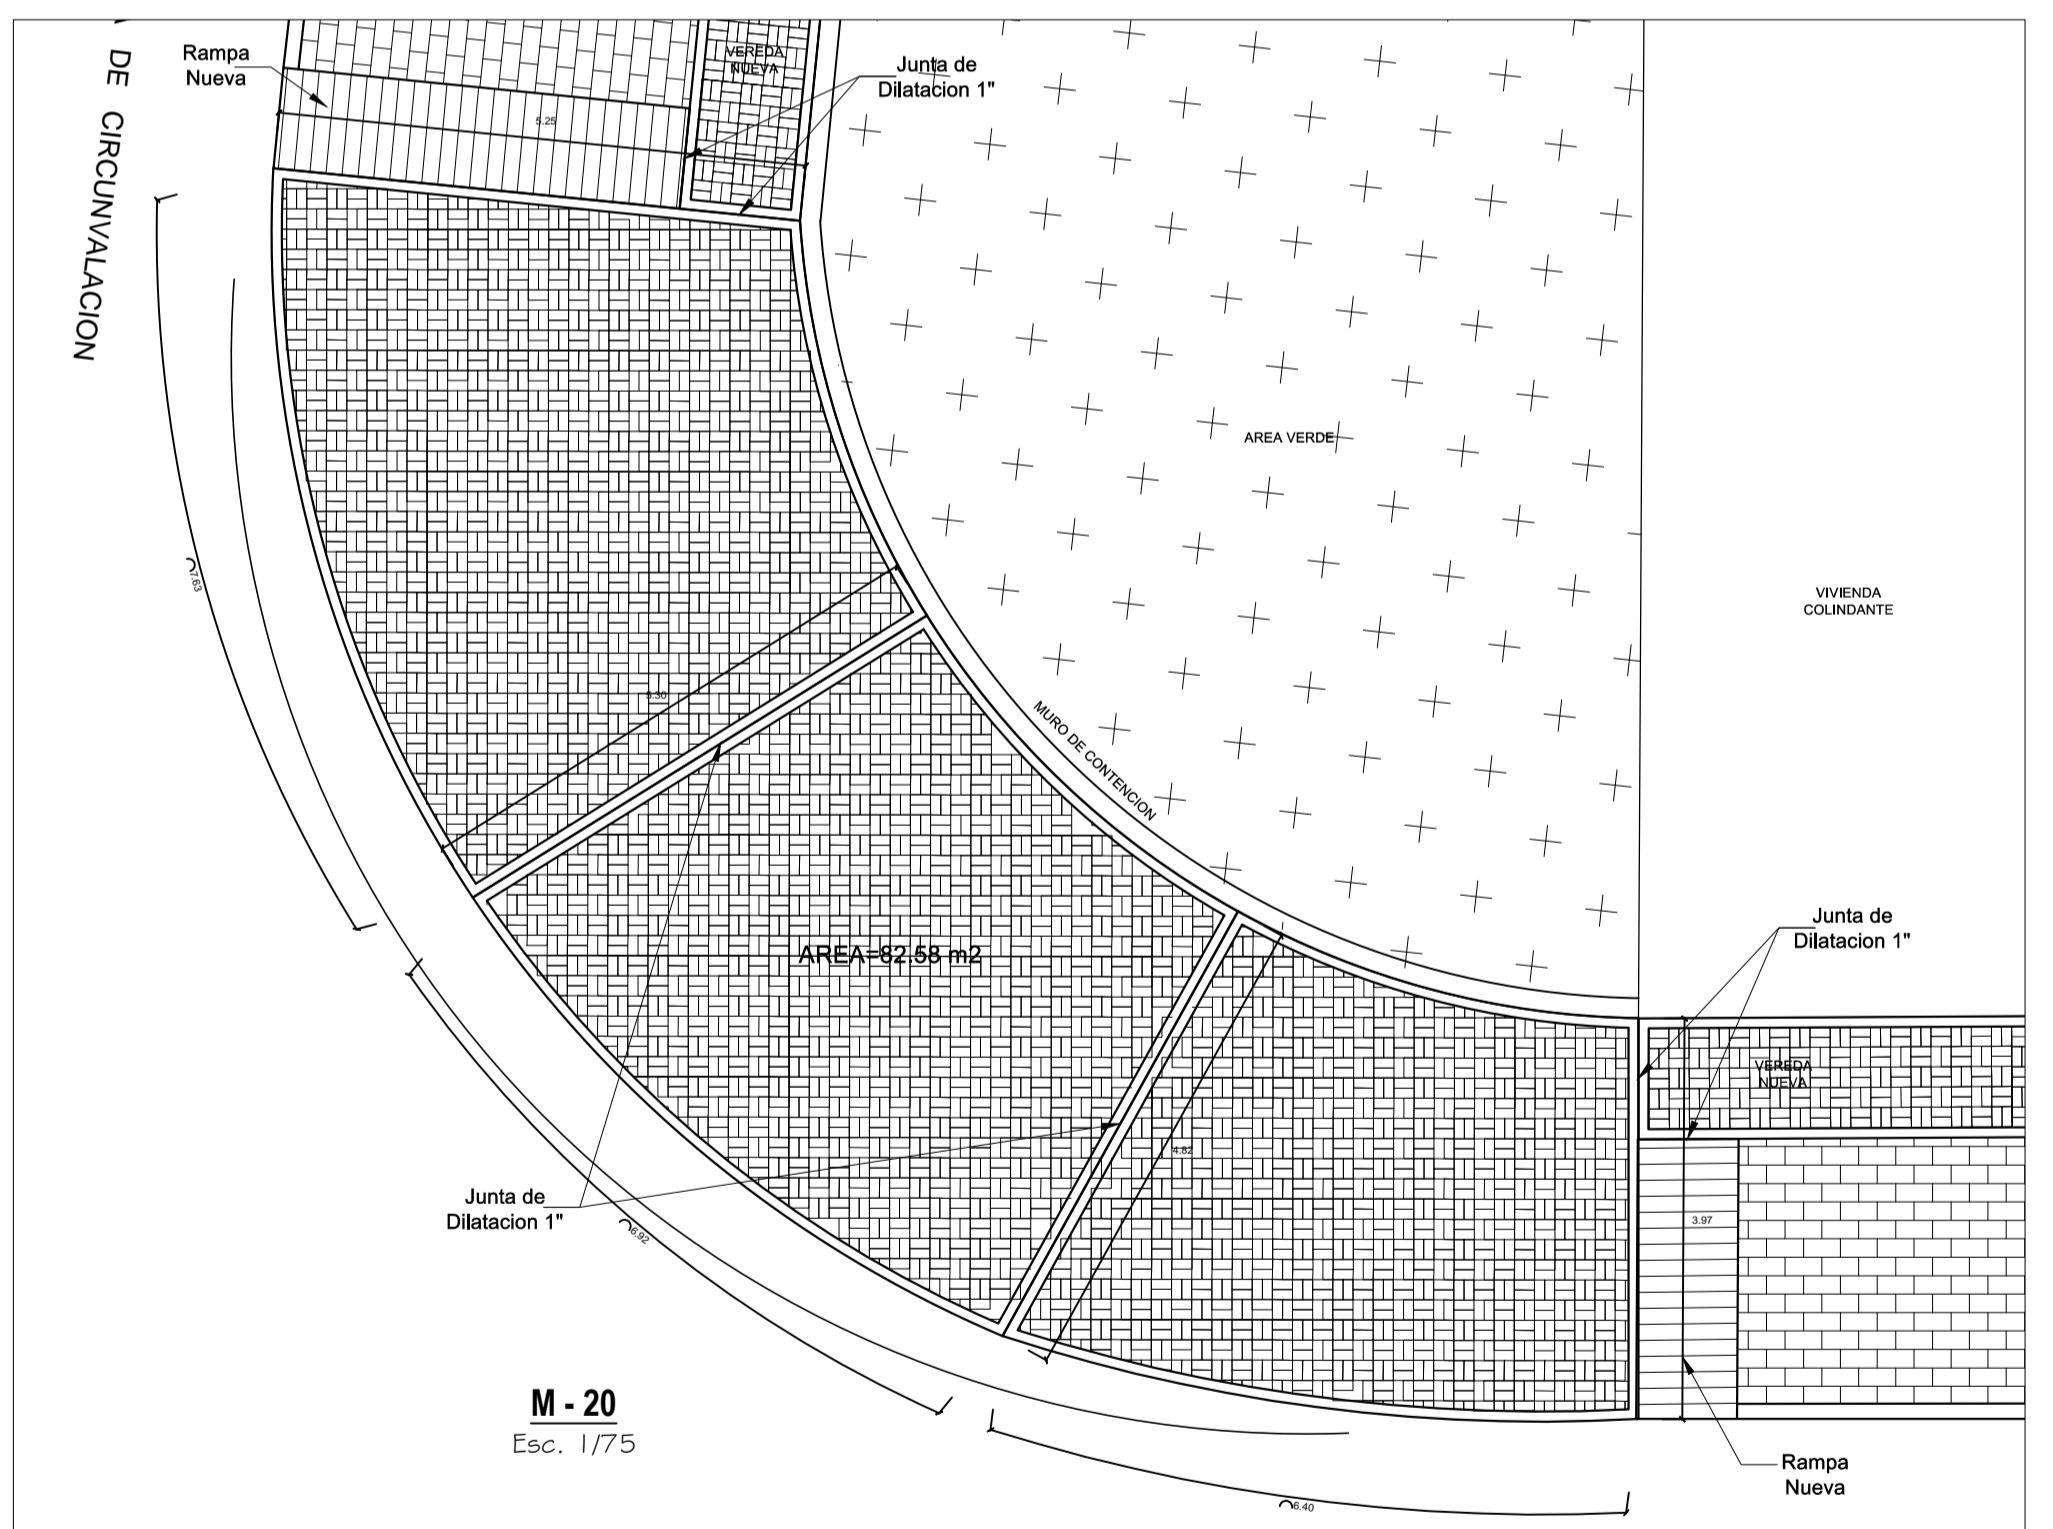 DE CIRCUNVALACION
Rampa
Nueva
VEREDA
NUEVA
Junta de
Dilatacion 1"
5.25
AREA VERDE
VIVIENDA
COLINDANTE
7.63
5.30
MURO DE CONTENCION
AREA=82.58 m2
Junta de
Dilatacion 1"
VEREDA
NUEVA
4.82
Junta de
Dilatacion 1"
3.97
6.92
M - 20
Esc. 1/75
Rampa
Nueva
6.40